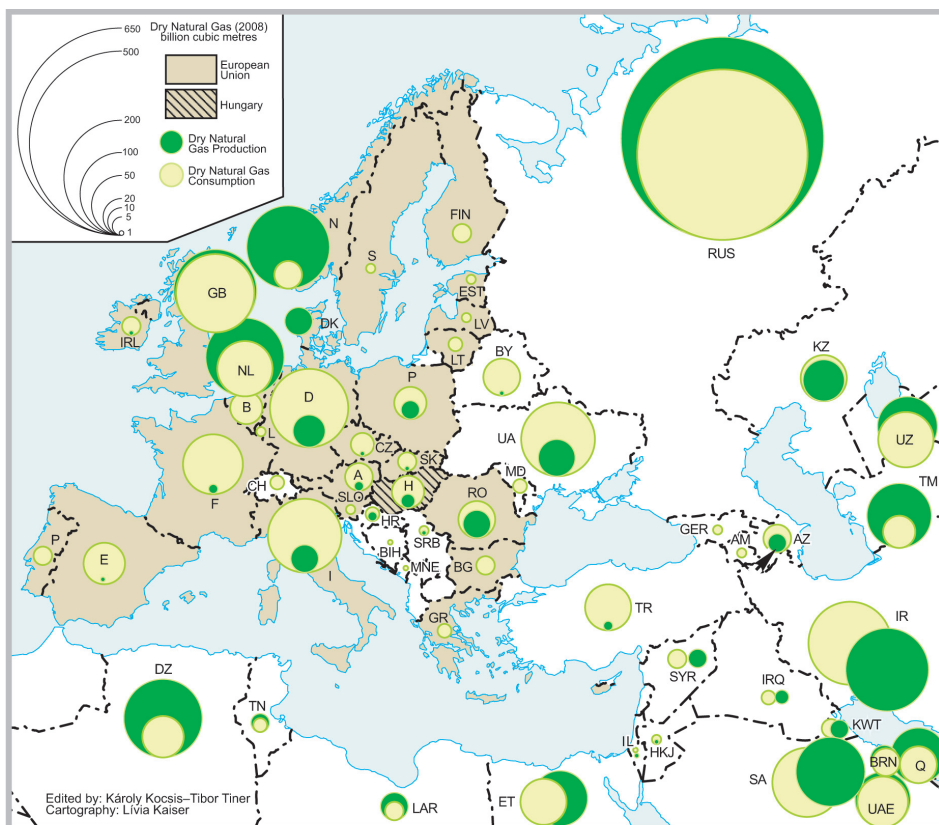 Dry Natural Gas (2008)
billion cubic metres
650
500
200
100
50
20
10
5
1
European
Union
Hungary
Dry Natural
Gas Production
Dry Natural Gas
Consumption
RUS
N
FIN
S
GB
EST
DK
LV
IRL
LT
BY
KZ
NL
P
D
B
UA
UZ
L
CZ
SK
TM
CH
A
H
MD
F
SLO
RO
HR
GER
AM
AZ
P
E
BIH
SRB
I
MNE
BG
TR
GR
IR
DZ
SYR
IRQ
TN
KWT
IL
HKJ
BRN
Q
SA
UAE
LAR
ET
Edited by: Károly Kocsis–Tibor Tiner
Cartography: Lívia Kaiser